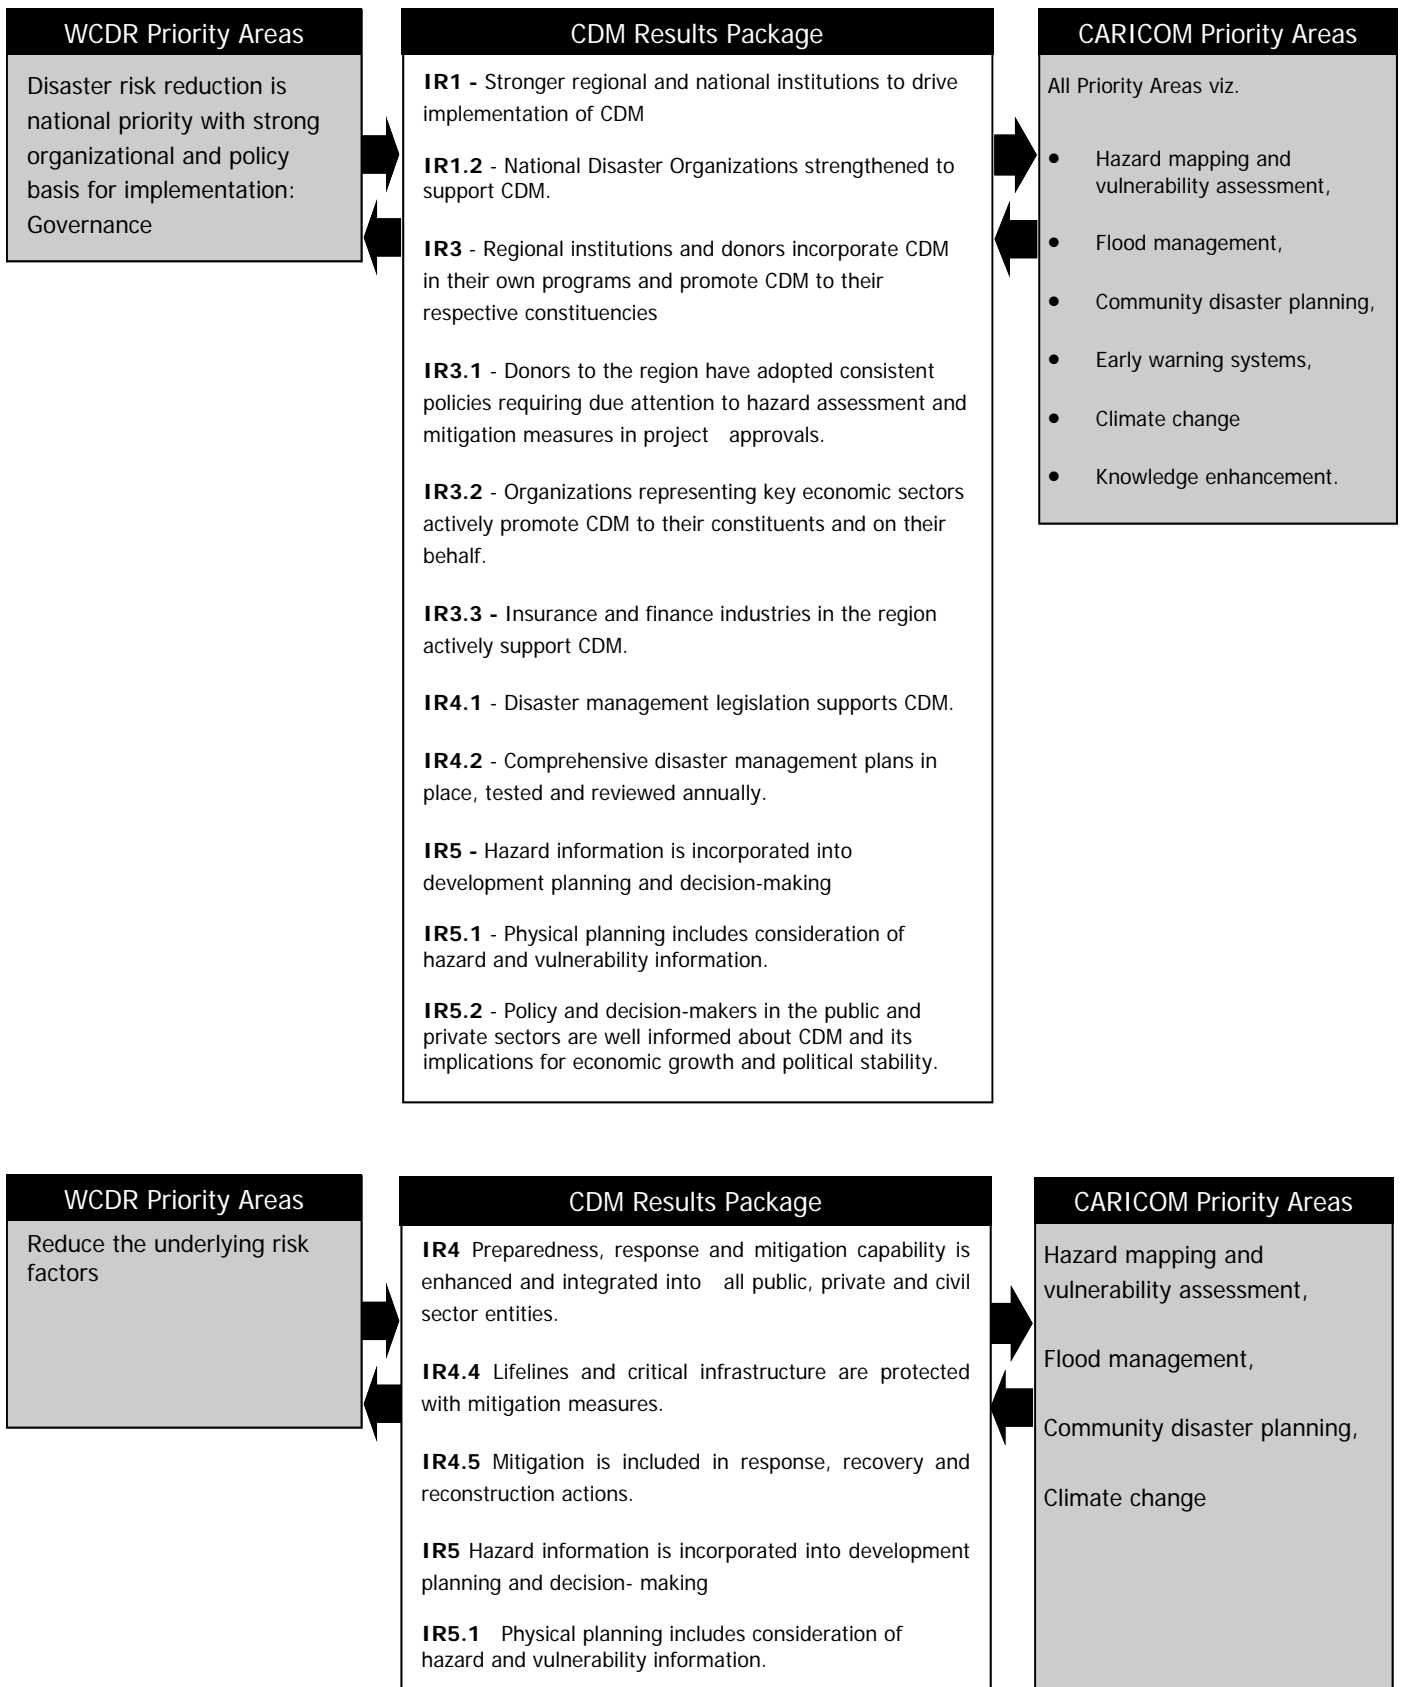 WCDR Priority Areas
Disaster risk reduction is
national priority with strong
organizational and policy
basis for implementation:
Governance
CDM Results Package
IR1 - Stronger regional and national institutions to drive
implementation of CDM
IR1.2 - National Disaster Organizations strengthened to
support CDM.
IR3 - Regional institutions and donors incorporate CDM
in their own programs and promote CDM to their
respective constituencies
IR3.1 - Donors to the region have adopted consistent
policies requiring due attention to hazard assessment and
mitigation measures in project approvals.
IR3.2 - Organizations representing key economic sectors
actively promote CDM to their constituents and on their
behalf.
IR3.3 - Insurance and finance industries in the region
actively support CDM.
IR4.1 - Disaster management legislation supports CDM.
IR4.2 - Comprehensive disaster management plans in
place, tested and reviewed annually.
IR5 - Hazard information is incorporated into
development planning and decision-making
IR5.1 - Physical planning includes consideration of
hazard and vulnerability information.
IR5.2 - Policy and decision-makers in the public and
private sectors are well informed about CDM and its
implications for economic growth and political stability.
CARICOM Priority Areas
All Priority Areas viz.
• Hazard mapping and
vulnerability assessment,
• Flood management,
• Community disaster planning,
• Early warning systems,
• Climate change
• Knowledge enhancement.
WCDR Priority Areas
Reduce the underlying risk
factors
CDM Results Package
IR4 Preparedness, response and mitigation capability is
enhanced and integrated into all public, private and civil
sector entities.
IR4.4 Lifelines and critical infrastructure are protected
with mitigation measures.
IR4.5 Mitigation is included in response, recovery and
reconstruction actions.
IR5 Hazard information is incorporated into development
planning and decision- making
IR5.1 Physical planning includes consideration of
hazard and vulnerability information.
CARICOM Priority Areas
Hazard mapping and
vulnerability assessment,
Flood management,
Community disaster planning,
Climate change